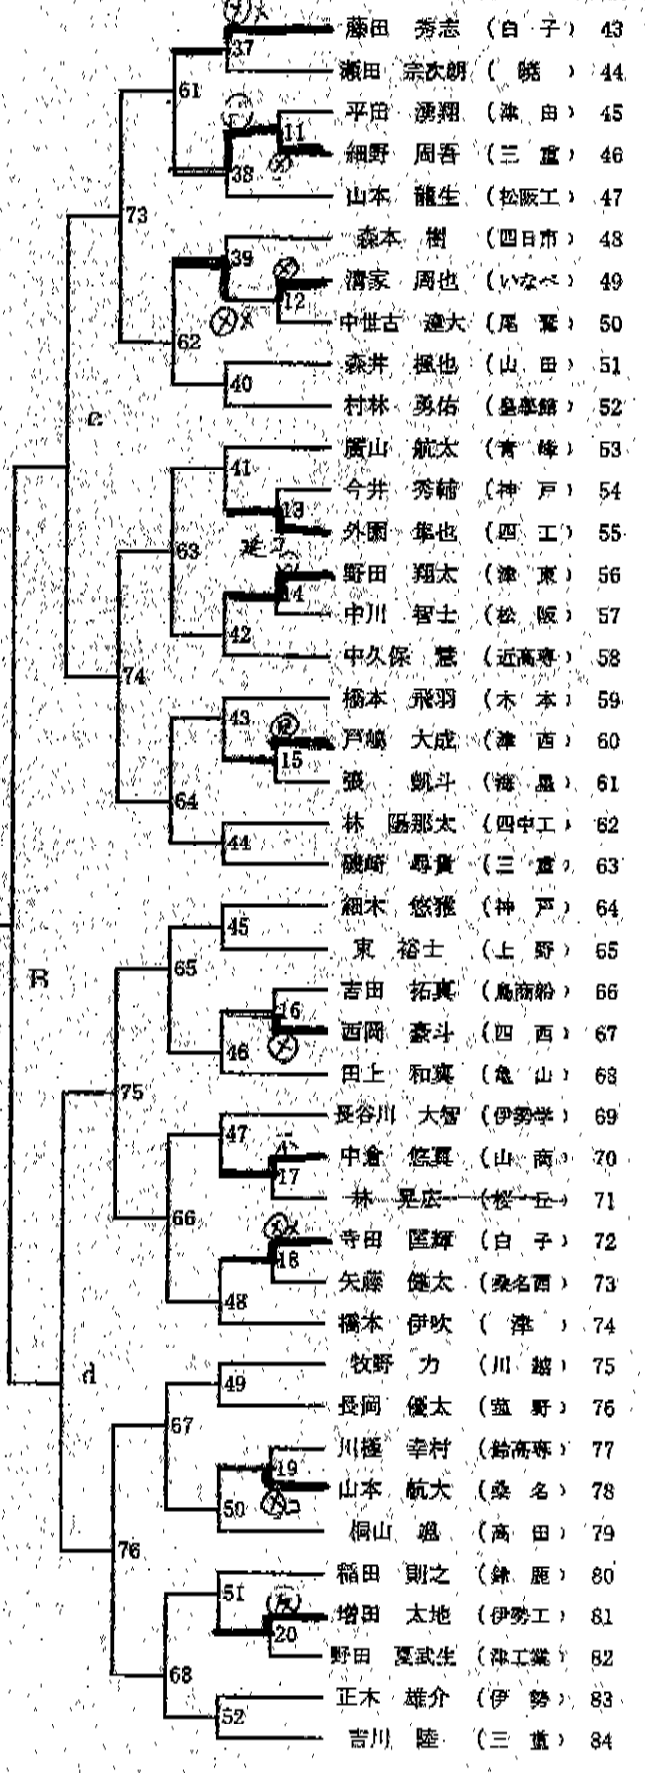 藤田 秀志 (白 子) 43
瀬田 宗次朗 ( 暁 ) 44
平田 湧翔 (津 由) 45
細野 周吾 (三 重) 46
山本 龍生 (松阪工) 47
森本 樹 (四日市) 48
清家 周也 (いなべ) 49
中世古 達大 (尾 鷲) 50
森井 楓也 (山 田) 51
村林 勇佑 (皇學館) 52
廣山 航太 (青 峰) 53
今井 秀輔 (神 戸) 54
外園 隼也 (四 工) 55
野田 翔太 (津 東) 56
中川 智士 (松 阪) 57
中久保 慧 (近高専) 58
橋本 飛羽 (木 本) 59
戸嶋 大成 (津 西) 60
張 凱斗 (海 星) 61
林 陽那太 (四中工) 62
磯崎 尋貴 (三 重) 63
細木 悠雅 (神 戸) 64
東 裕士 (上 野) 65
吉田 拓真 (鳥商船) 66
西岡 豪斗 (四 西) 67
田上 和真 (亀 山) 68
長谷川 大智 (伊勢学) 69
中倉 悠翼 (山 商) 70
林 晃広 (桜 丘) 71
寺田 匡輝 (白 子) 72
矢藤 健太 (桑名西) 73
橋本 伊吹 ( 津 ) 74
牧野 力 (川 越) 75
長岡 優太 (菰 野) 76
川極 幸村 (鈴高専) 77
山本 航大 (桑 名) 78
桐山 颯 (高 田) 79
稲田 則之 (鈴 鹿) 80
増田 太地 (伊勢工) 81
野田 夏武生 (津工業) 82
正木 雄介 (伊 勢) 83
吉川 陸 (三 重) 84
37
61
11
38
73
39
12
62
40
c
41
13
63
14
42
74
43
15
64
44
45
65
B
16
46
75
47
17
66
18
48
d
49
67
19
50
76
51
20
68
52